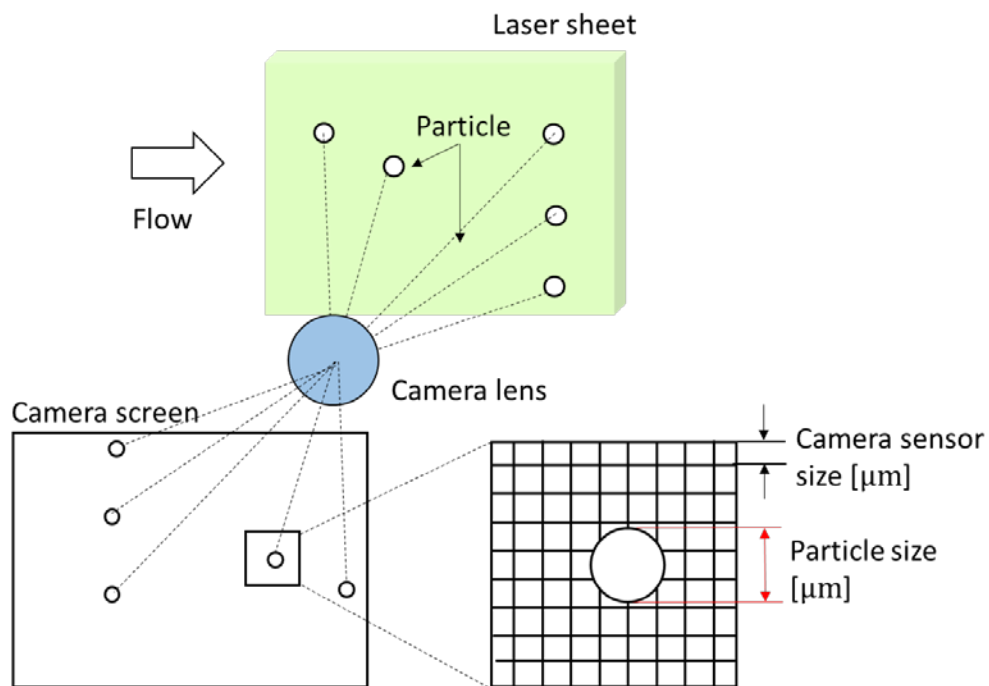 Laser sheet
Particle
Flow
Camera lens
Camera screen
Camera sensor
size [μm]
Particle size
[μm]